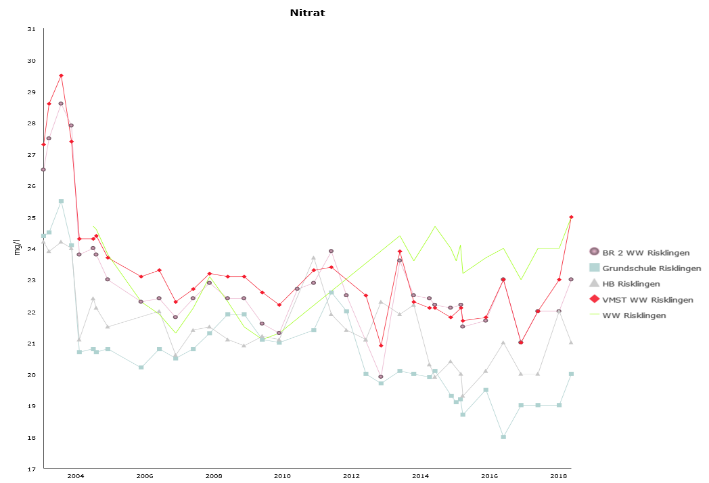 Nitrat
31
30
29
28
27
26
25
24
23
22
21
20
19
18
17
mg/l
2004 2006 2008 2010 2012 2014 2016 2018
BR 2 WW Risklingen
Grundschule Risklingen
HB Risklingen
VMST WW Risklingen
WW Risklingen